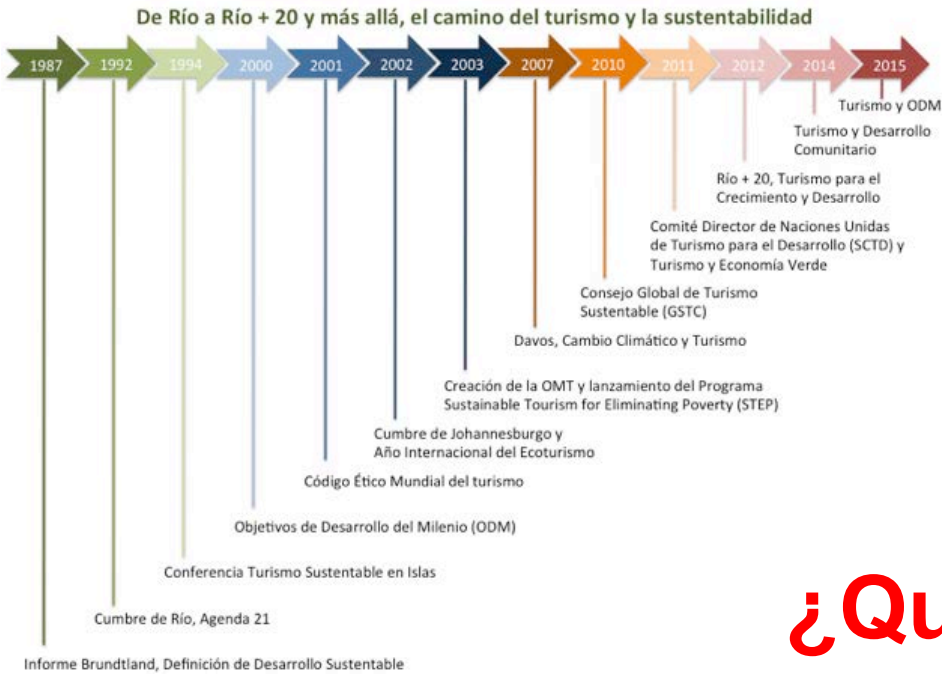 De Río a Río + 20 y más allá, el camino del turismo y la sustentabilidad
1987
1992
1994
2000
2001
2002
2003
2007
2010
2011
2012
2014
2015
Turismo y ODM
Turismo y Desarrollo
Comunitario
Río + 20, Turismo para el
Crecimiento y Desarrollo
Comité Director de Naciones Unidas
de Turismo para el Desarrollo (SCTD) y
Turismo y Economía Verde
Consejo Global de Turismo
Sustentable (GSTC)
Davos, Cambio Climático y Turismo
Creación de la OMT y lanzamiento del Programa
Sustainable Tourism for Eliminating Poverty (STEP)
Cumbre de Johannesburgo y
Año Internacional del Ecoturismo
Código Ético Mundial del turismo
Objetivos de Desarrollo del Milenio (ODM)
Conferencia Turismo Sustentable en Islas
Cumbre de Río, Agenda 21
Informe Brundtland, Definición de Desarrollo Sustentable
¿Qu